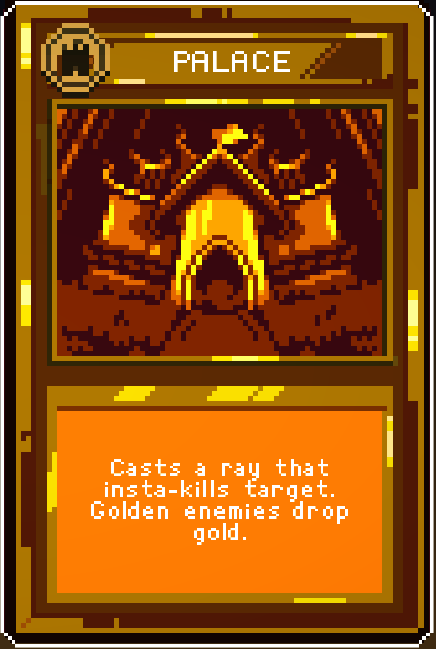 PALACE
Casts a ray that
insta-kills target.
Golden enemies drop
gold.